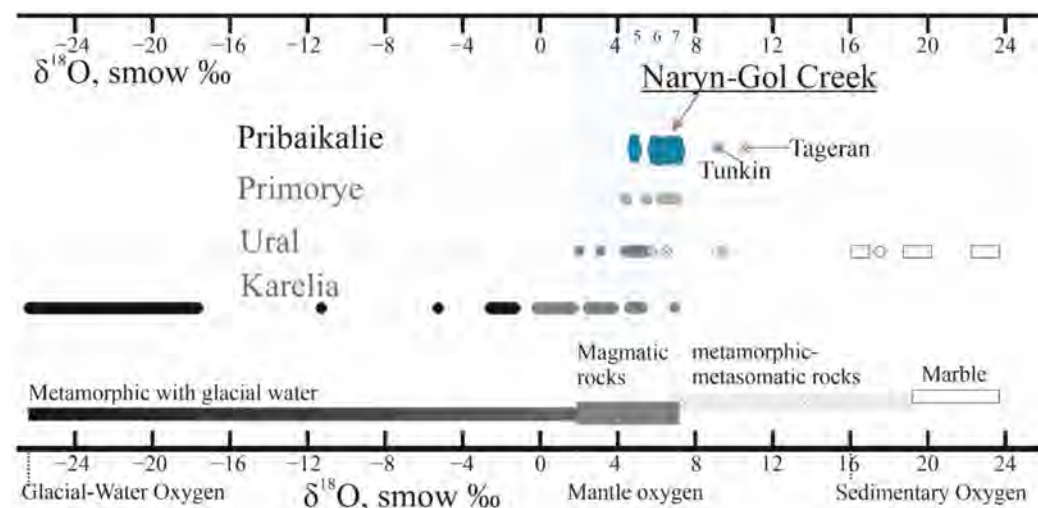 −24 −20 −16 −12 −8 −4 0 4 5 6 7 8 12 16 20 24
δ¹⁸O, smow ‰
Naryn-Gol Creek
Pribaikalie
Tageran
Tunkin
Primorye
Ural
Karelia
Magmatic
rocks
metamorphic-
metasomatic rocks
Marble
Metamorphic with glacial water
−24 −20 −16 −12 −8 −4 0 4 8 12 16 20 24
Glacial-Water Oxygen
δ¹⁸O, smow ‰
Mantle oxygen
Sedimentary Oxygen